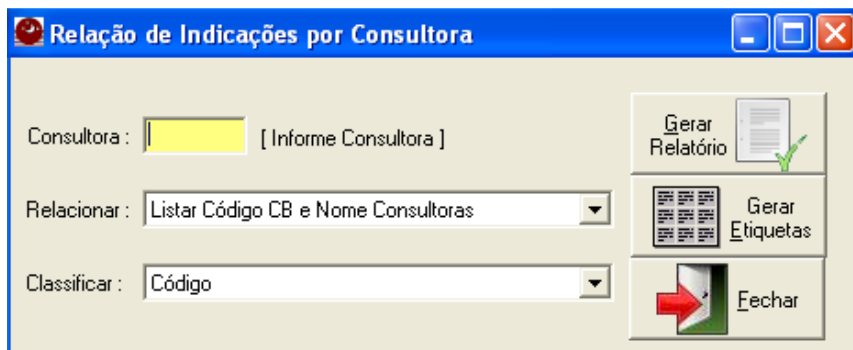 Relação de Indicações por Consultora
Consultora : [ Informe Consultora ]
Gerar
Relatório
Relacionar : Listar Código CB e Nome Consultoras
Gerar
Etiquetas
Classificar : Código
Fechar